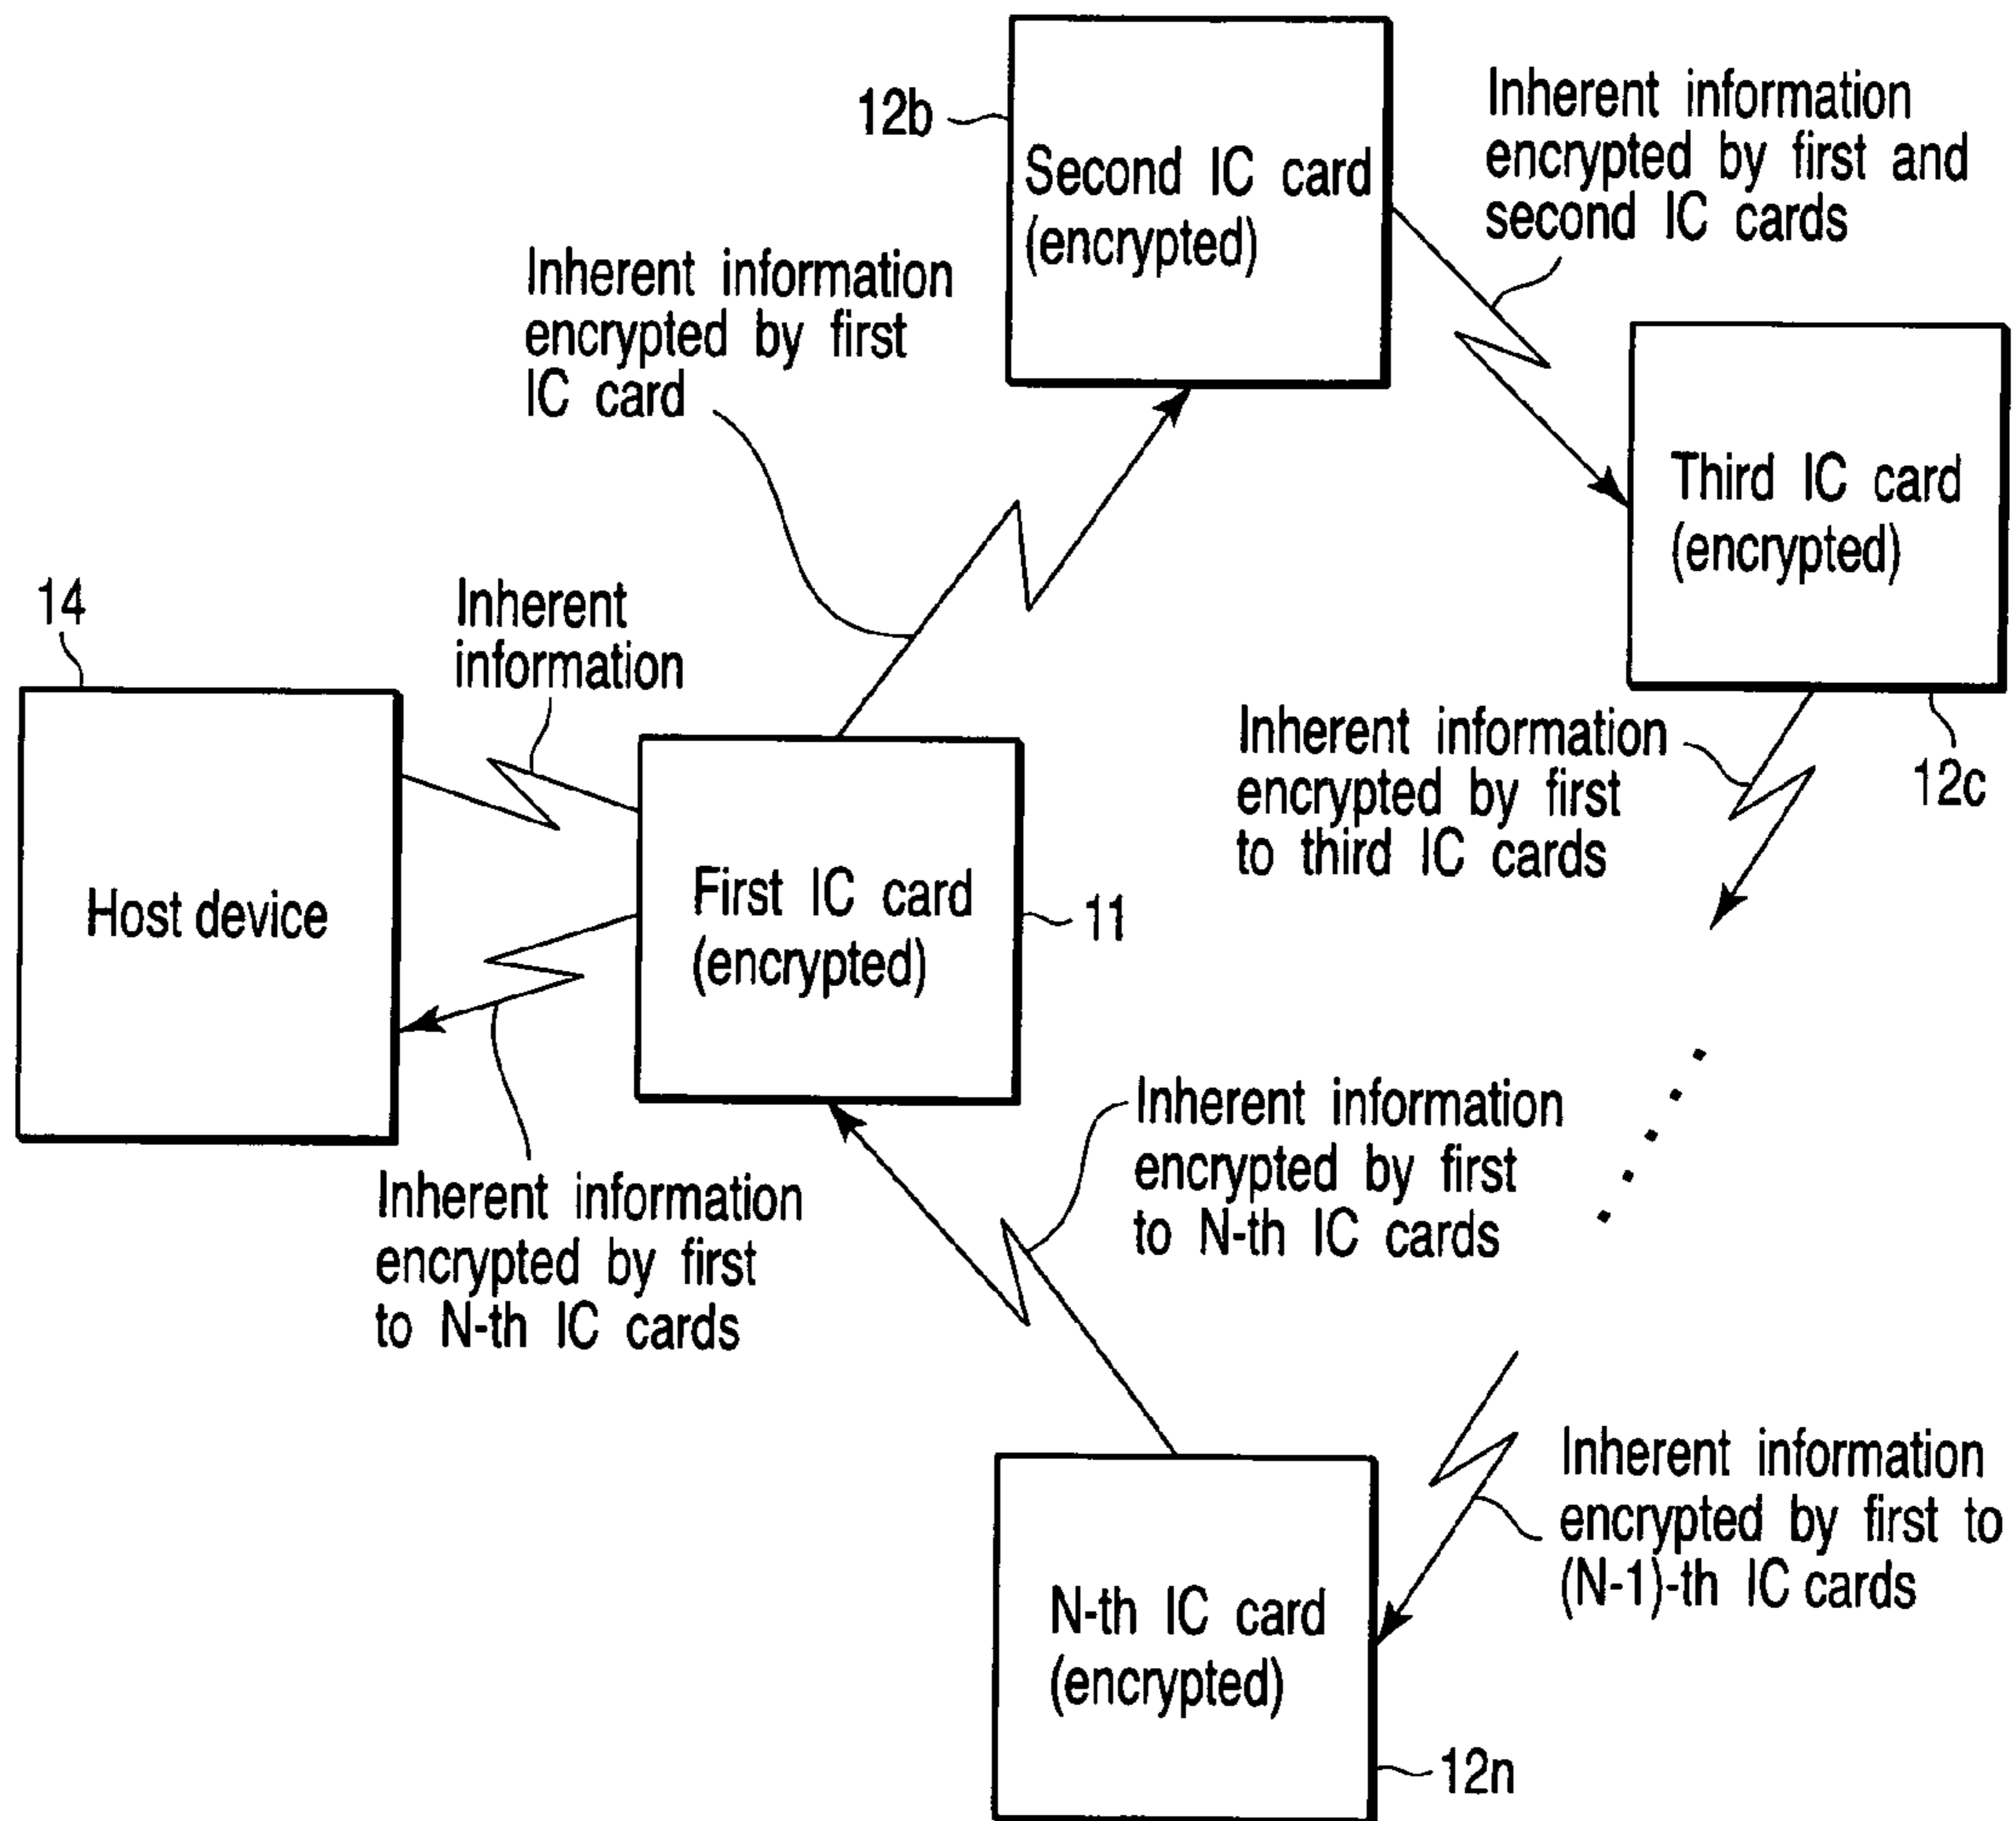 12b
Second IC card
(encrypted)
Inherent information
encrypted by first and
second IC cards
Inherent information
encrypted by first
IC card
Third IC card
(encrypted)
12c
14
Inherent
information
Host device
First IC card
(encrypted)
11
Inherent information
encrypted by first
to third IC cards
Inherent information
encrypted by first
to N-th IC cards
Inherent information
encrypted by first
to N-th IC cards
Inherent information
encrypted by first to
(N-1)-th IC cards
N-th IC card
(encrypted)
12n